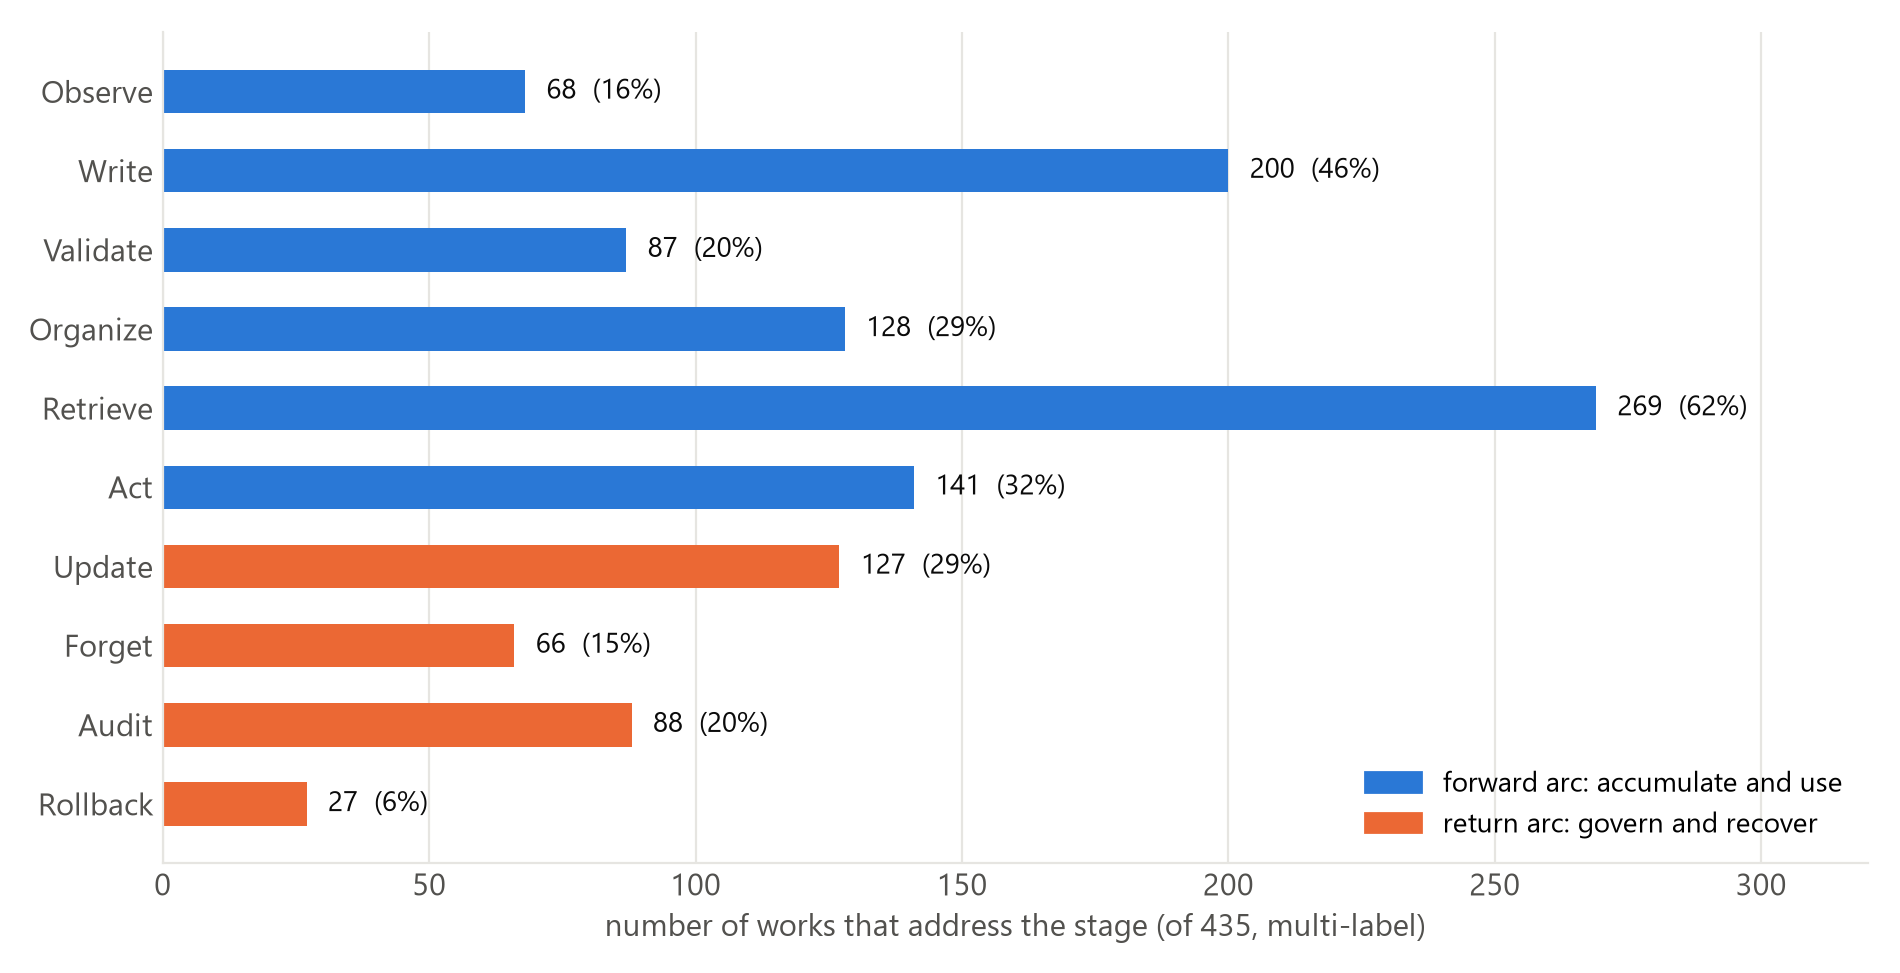 Observe 68 (16%)
Write 200 (46%)
Validate 87 (20%)
Organize 128 (29%)
Retrieve 269 (62%)
Act 141 (32%)
Update 127 (29%)
Forget 66 (15%)
Audit 88 (20%)
Rollback 27 (6%)
forward arc: accumulate and use
return arc: govern and recover
0 50 100 150 200 250 300
number of works that address the stage (of 435, multi-label)